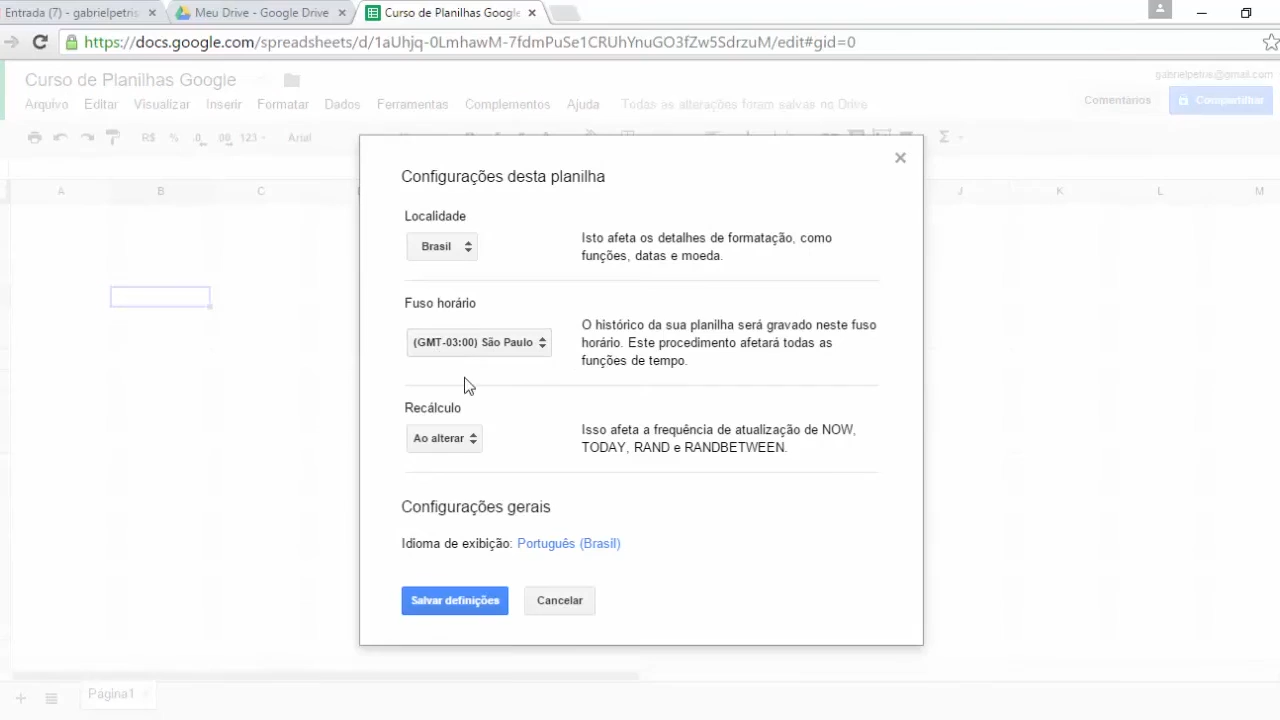 Entrada (7) - gabrielpetris
Meu Drive - Google Drive
Curso de Planilhas Google
https://docs.google.com/spreadsheets/d/1aUhjq-0LmhawM-7fdmPuSe1CRUhYnuGO3fZw5SdrzuM/edit#gid=0
Curso de Planilhas Google
Arquivo Editar Visualizar Inserir Formatar Dados Ferramentas Complementos Ajuda Todas as alterações foram salvas no Drive
Comentários
Compartilhar
R$ % .0 .00 123 Arial Σ
A B C J K L M
Configurações desta planilha
Localidade
Brasil
Isto afeta os detalhes de formatação, como
funções, datas e moeda.
Fuso horário
(GMT-03:00) São Paulo
O histórico da sua planilha será gravado neste fuso
horário. Este procedimento afetará todas as
funções de tempo.
Recálculo
Ao alterar
Isso afeta a frequência de atualização de NOW,
TODAY, RAND e RANDBETWEEN.
Configurações gerais
Idioma de exibição: Português (Brasil)
Salvar definições
Cancelar
Página1